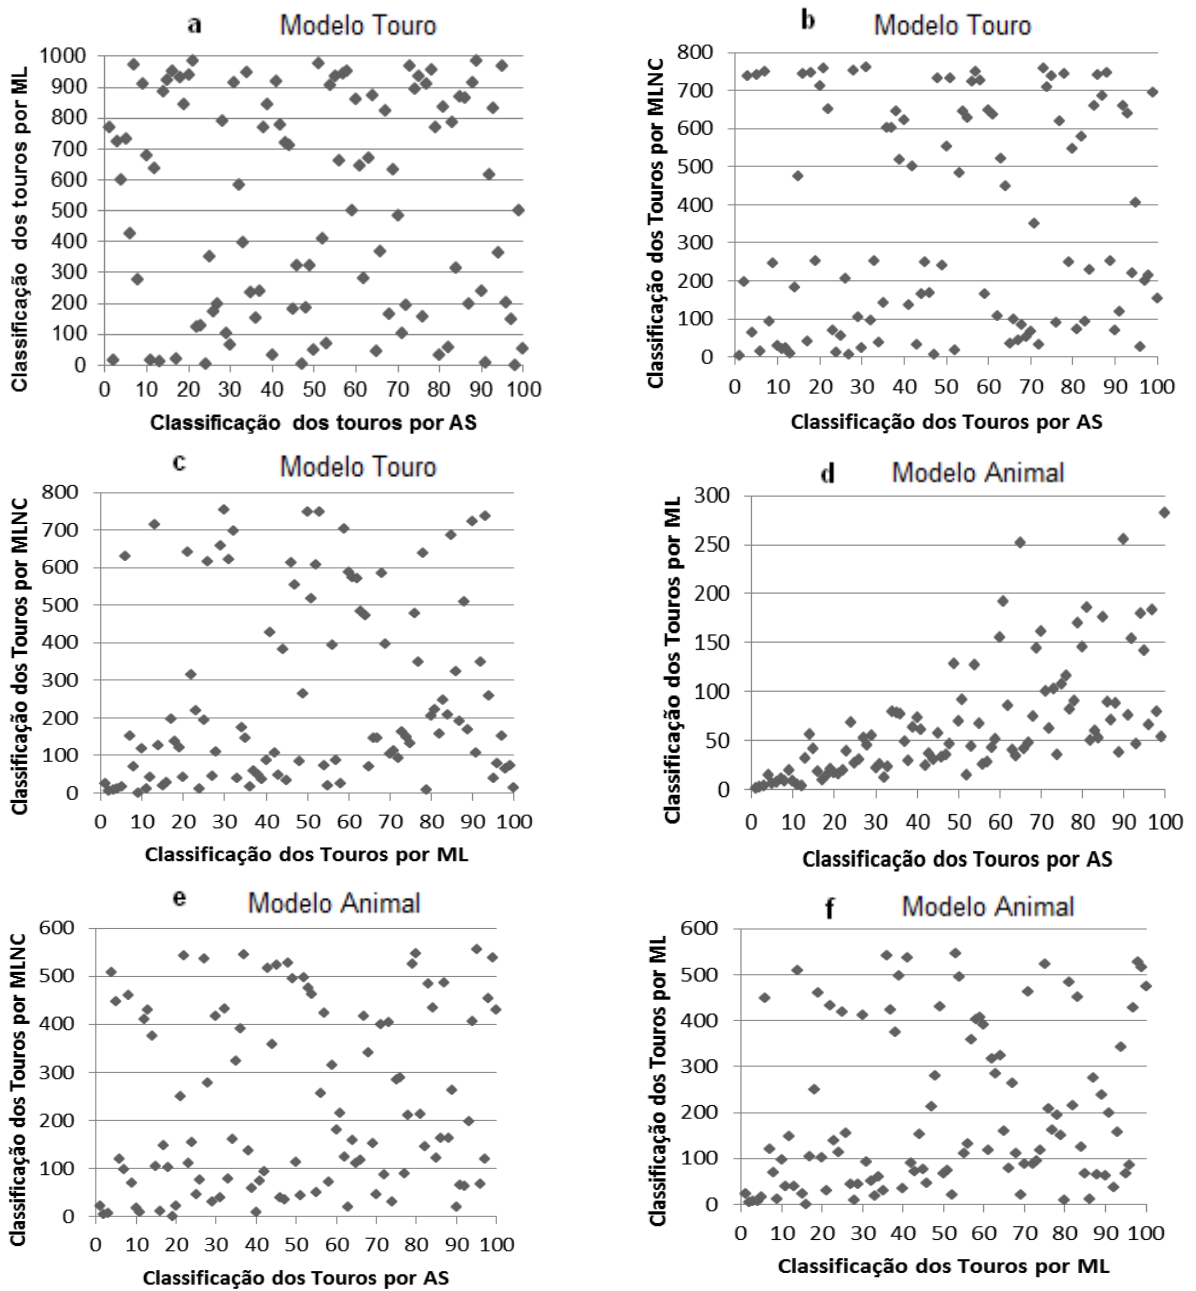 a Modelo Touro
Classificação dos touros por ML
1000
900
800
700
600
500
400
300
200
100
0
0 10 20 30 40 50 60 70 80 90 100
Classificação dos touros por AS
b Modelo Touro
Classificação dos Touros por MLNC
800
700
600
500
400
300
200
100
0
0 10 20 30 40 50 60 70 80 90 100
Classificação dos Touros por AS
c Modelo Touro
Classificação dos Touros por MLNC
800
700
600
500
400
300
200
100
0
0 10 20 30 40 50 60 70 80 90 100
Classificação dos Touros por ML
d Modelo Animal
Classificação dos Touros por ML
300
250
200
150
100
50
0
0 10 20 30 40 50 60 70 80 90 100
Classificação dos Touros por AS
e Modelo Animal
Classificação dos Touros por MLNC
600
500
400
300
200
100
0
0 10 20 30 40 50 60 70 80 90 100
Classificação dos Touros por AS
f Modelo Animal
Classificação dos Touros por ML
600
500
400
300
200
100
0
0 10 20 30 40 50 60 70 80 90 100
Classificação dos Touros por ML